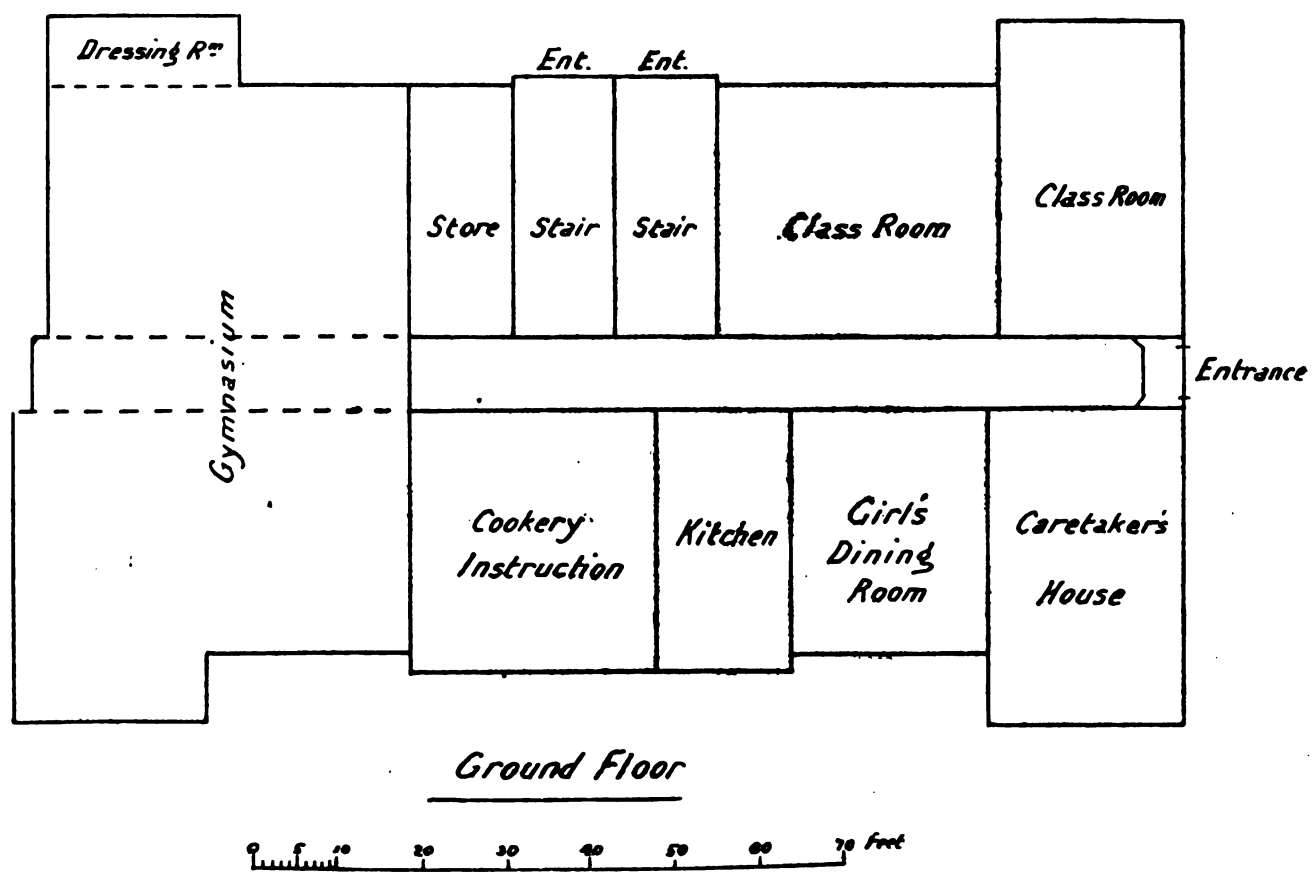 Dressing Rm
Ent. Ent.
Store
Stair
Stair
Class Room
Class Room
Entrance
Gymnasium
Cookery
Instruction
Kitchen
Girl's
Dining
Room
Caretaker's
House
Ground Floor
0 5 10 20 30 40 50 60 70 Feet